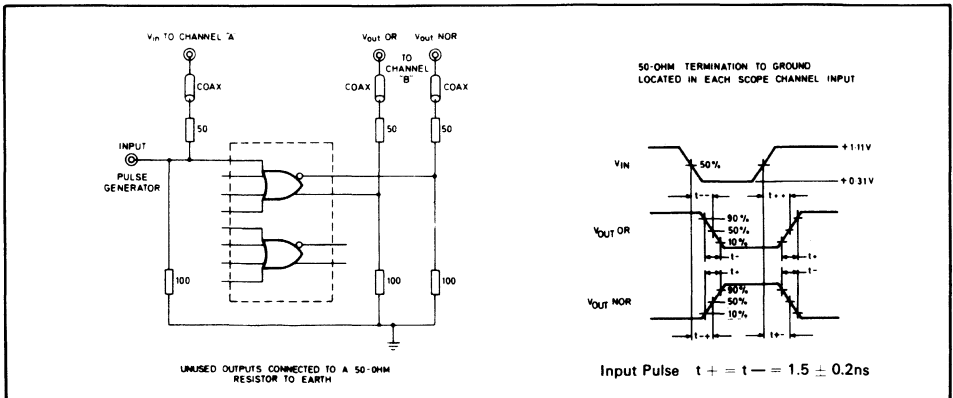 Vin TO CHANNEL "A"
Vout OR
Vout NOR
TO
CHANNEL
"B"
COAX
COAX
COAX
50
50
50
INPUT
PULSE
GENERATOR
100
100
100
UNUSED OUTPUTS CONNECTED TO A 50-OHM
RESISTOR TO EARTH
50-OHM TERMINATION TO GROUND
LOCATED IN EACH SCOPE CHANNEL INPUT
VIN
50%
+1·11V
+0·31V
t--
t++
VOUT OR
90%
50%
10%
t-
t+
t+
t-
VOUT NOR
90%
50%
10%
t-+
t+-
Input Pulse t + = t — = 1.5 ± 0.2ns